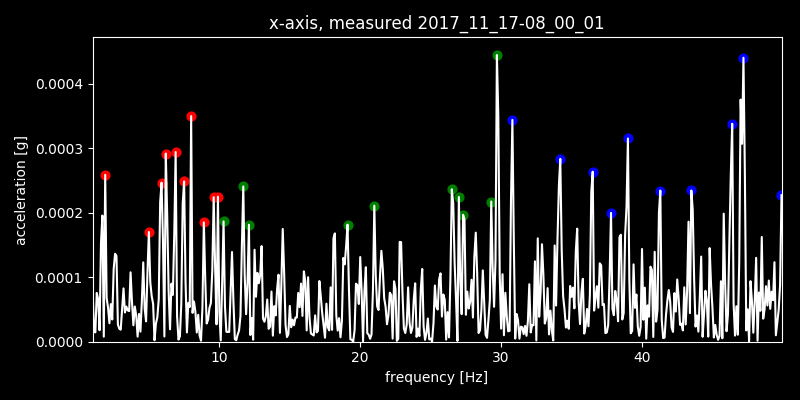 x-axis, measured 2017_11_17-08_00_01
acceleration [g]
0.0004
0.0003
0.0002
0.0001
0.0000
10 20 30 40
frequency [Hz]